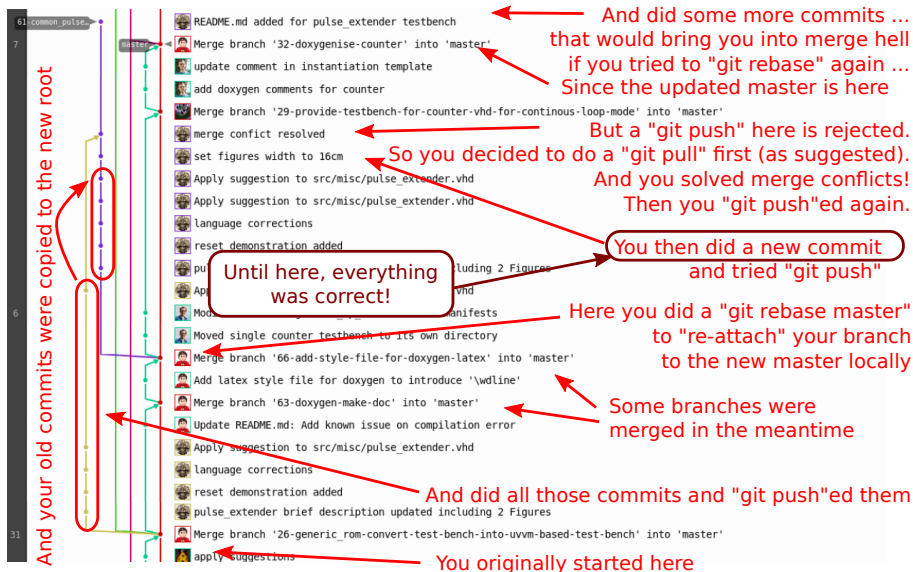 61-common_pulse…
README.md added for pulse_extender testbench
And did some more commits ...
that would bring you into merge hell
if you tried to "git rebase" again ...
Since the updated master is here
7
master
Merge branch '32-doxygenise-counter' into 'master'
update comment in instantiation template
add doxygen comments for counter
Merge branch '29-provide-testbench-for-counter-vhd-for-continous-loop-mode' into 'master'
merge confict resolved
But a "git push" here is rejected.
So you decided to do a "git pull" first (as suggested).
And you solved merge conflicts!
Then you "git push"ed again.
set figures width to 16cm
Apply suggestion to src/misc/pulse_extender.vhd
Apply suggestion to src/misc/pulse_extender.vhd
language corrections
reset demonstration added
You then did a new commit
and tried "git push"
Until here, everything
was correct!
cluding 2 Figures
vhd
6
anifests
Moved single counter testbench to its own directory
Here you did a "git rebase master"
to "re-attach" your branch
to the new master locally
Merge branch '66-add-style-file-for-doxygen-latex' into 'master'
Add latex style file for doxygen to introduce '\wdline'
Merge branch '63-doxygen-make-doc' into 'master'
Some branches were
merged in the meantime
Update README.md: Add known issue on compilation error
Apply suggestion to src/misc/pulse_extender.vhd
language corrections
reset demonstration added
And did all those commits and "git push"ed them
pulse_extender brief description updated including 2 Figures
31
Merge branch '26-generic_rom-convert-test-bench-into-uvvm-based-test-bench' into 'master'
apply suggestions
You originally started here
And your old commits were copied to the new root